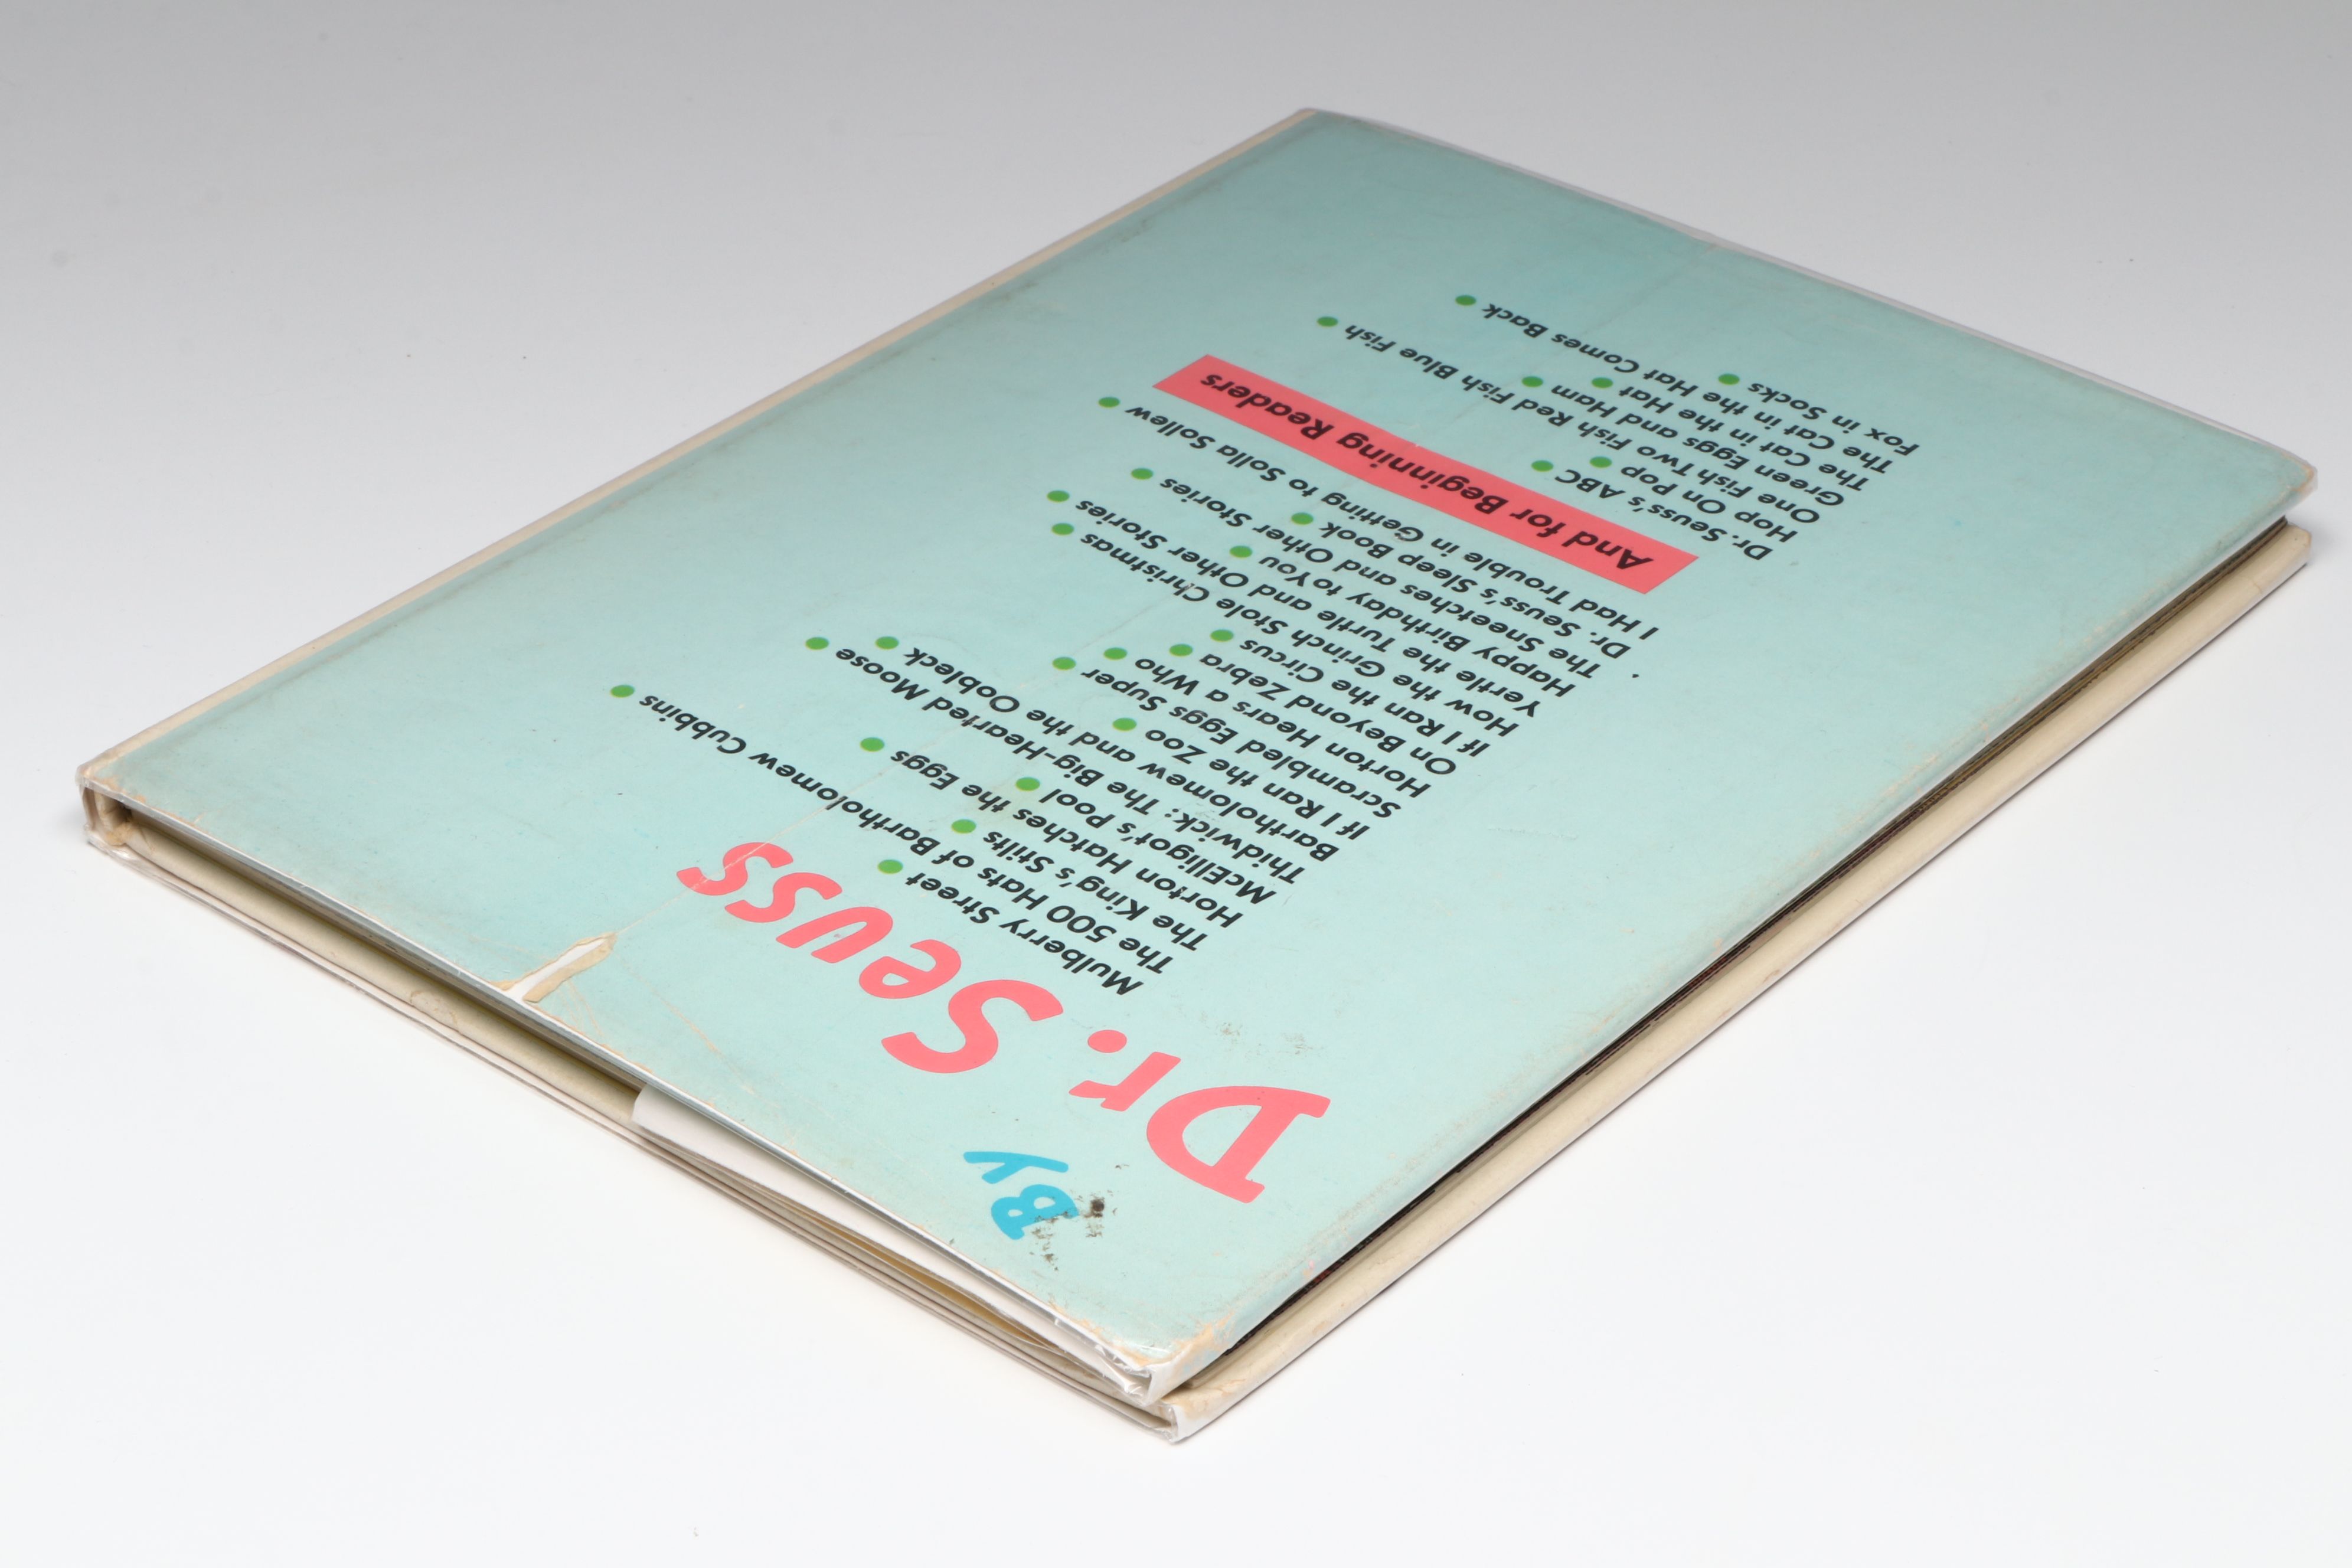 By
Dr. Seuss
Mulberry Street
The 500 Hats of Bartholomew Cubbins
The King's Stilts
Horton Hatches the Eggs
McElligot's Pool
Thidwick: The Big-Hearted Moose
Bartholomew and the Oobleck
If I Ran the Zoo
Scrambled Eggs Super
Horton Hears a Who
On Beyond Zebra
If I Ran the Circus
How the Grinch Stole Christmas
Yertle the Turtle and Other Stories
Happy Birthday to You
The Sneetches and Other Stories
Dr. Seuss's Sleep Book
I Had Trouble in Getting to Solla Sollew
And for Beginning Readers
Dr. Seuss's ABC
Hop On Pop
One Fish Two Fish Red Fish Blue Fish
Green Eggs and Ham
The Cat in the Hat
The Cat in the Hat Comes Back
Fox in Socks